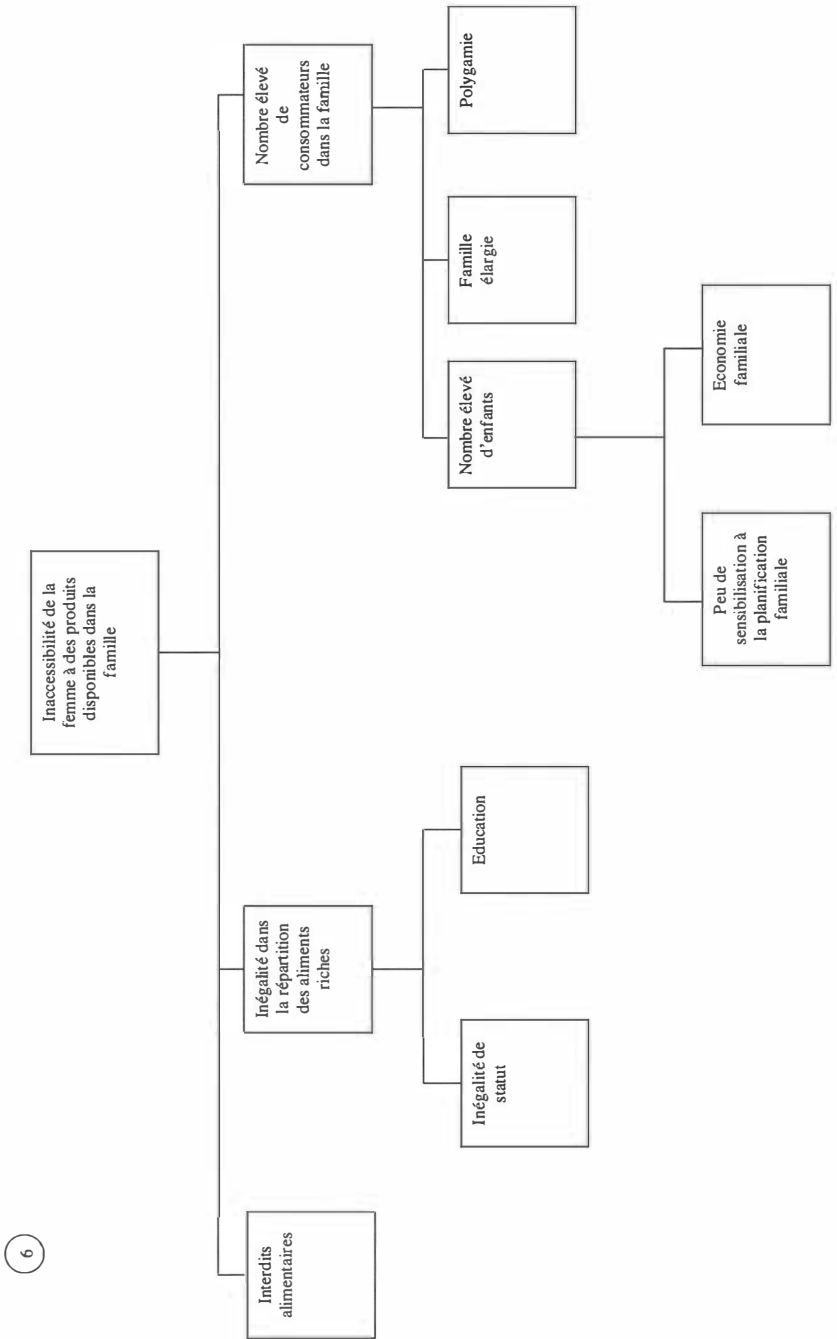 6
Inaccessibilité de la
femme à des produits
disponibles dans la
famille
Interdits
alimentaires
Inégalité dans
la répartition
des aliments
riches
Nombre élevé
de
consommateurs
dans la famille
Inégalité de
statut
Education
Nombre élevé
d'enfants
Famille
élargie
Polygamie
Peu de
sensibilisation à
la planification
familiale
Economie
familiale